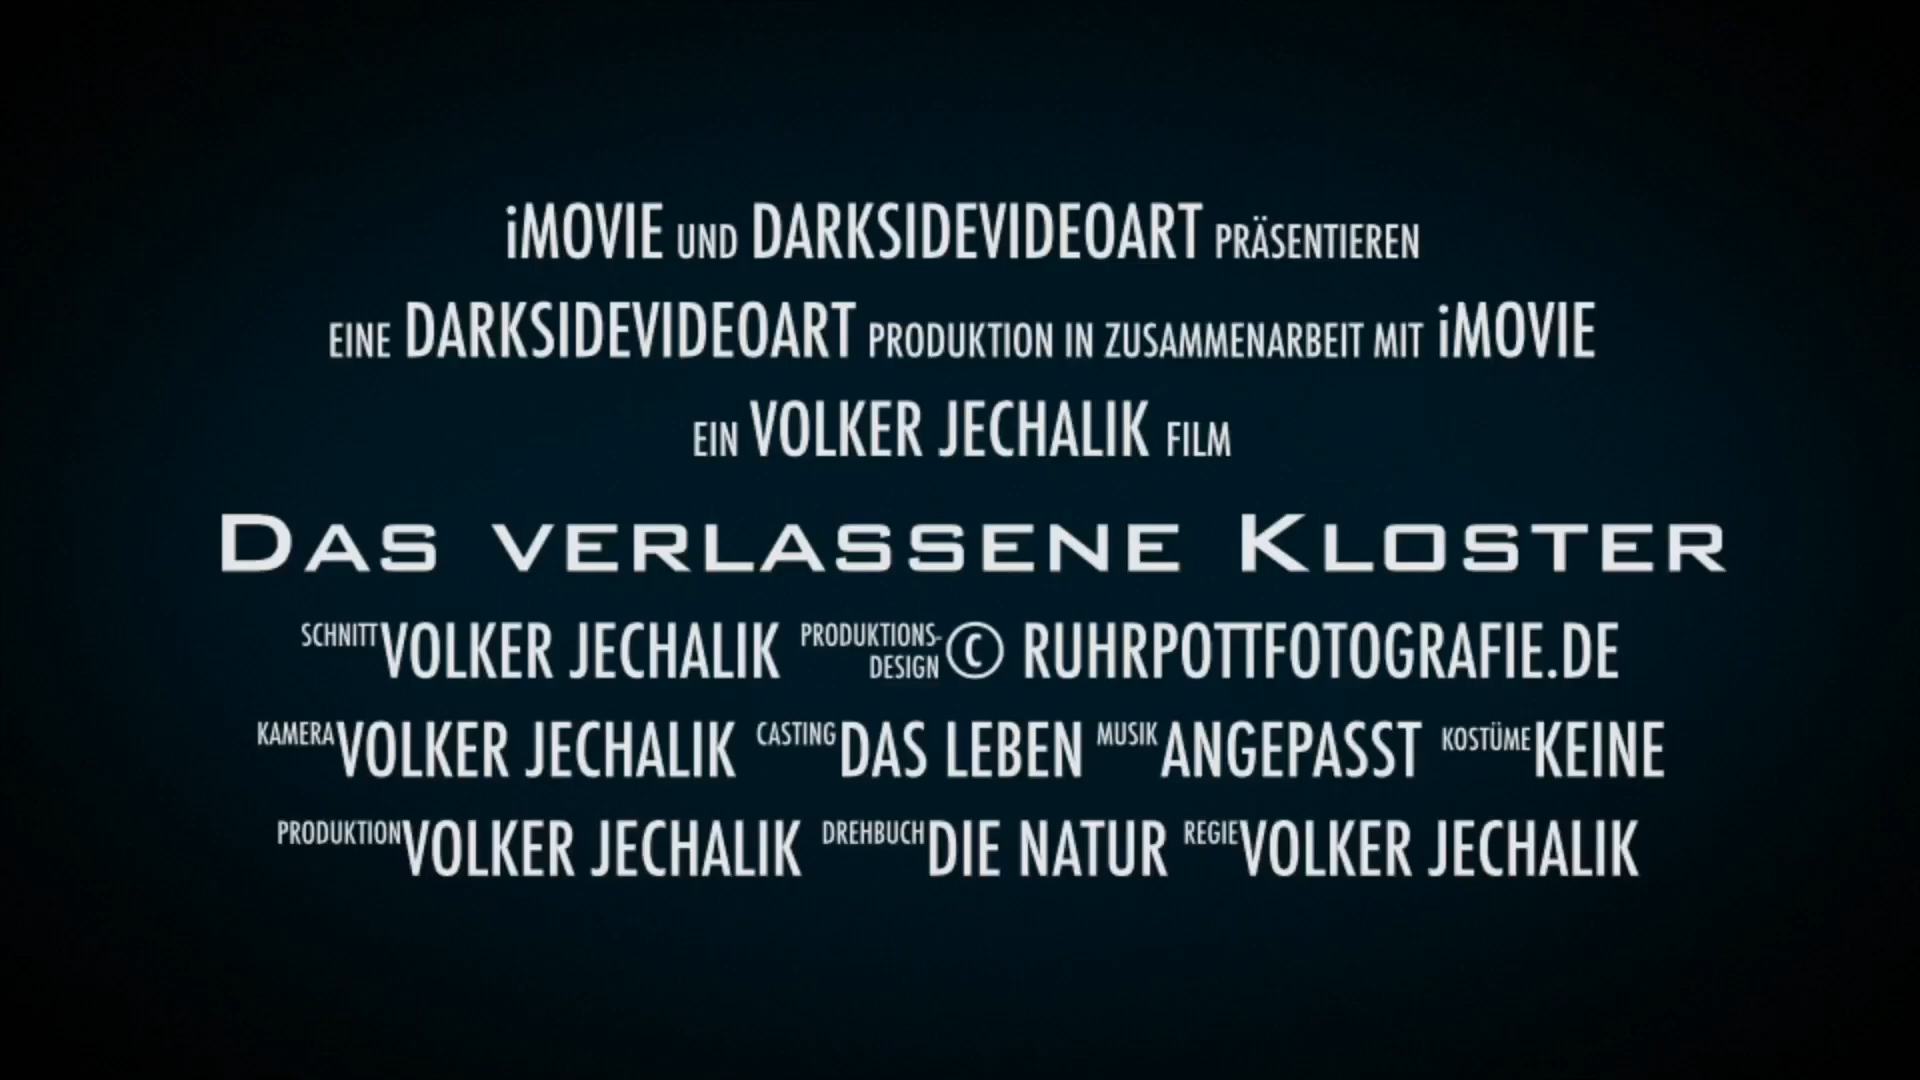 iMOVIE UND DARKSIDEVIDEOART PRÄSENTIEREN
EINE DARKSIDEVIDEOART PRODUKTION IN ZUSAMMENARBEIT MIT iMOVIE
EIN VOLKER JECHALIK FILM
DAS VERLASSENE KLOSTER
SCHNITT VOLKER JECHALIK PRODUKTIONS-DESIGN © RUHRPOTTFOTOGRAFIE.DE
KAMERA VOLKER JECHALIK CASTING DAS LEBEN MUSIK ANGEPASST KOSTÜME KEINE
PRODUKTION VOLKER JECHALIK DREHBUCH DIE NATUR REGIE VOLKER JECHALIK